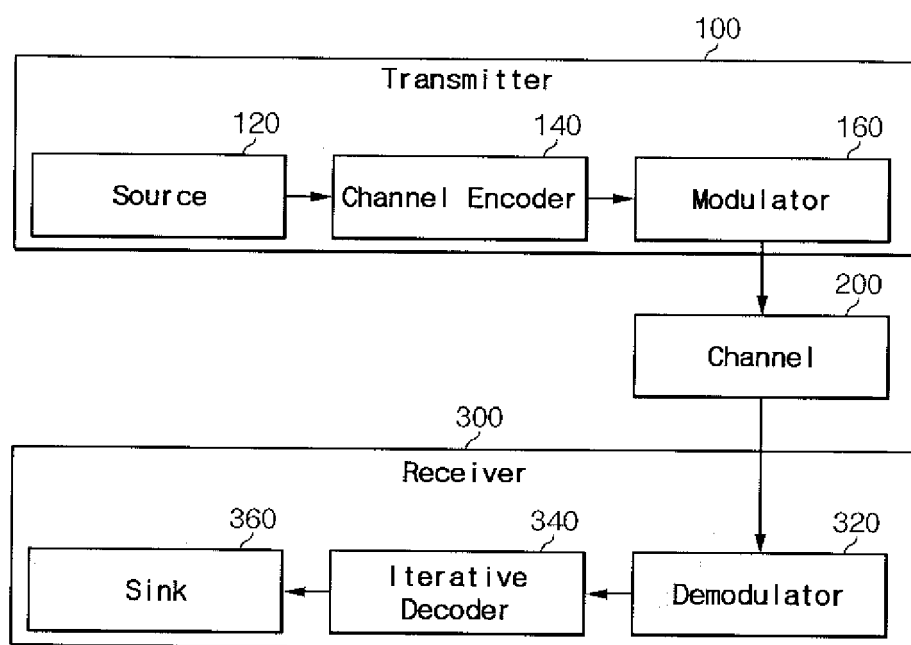 100
Transmitter
120
140
160
Source
Channel Encoder
Modulator
200
Channel
300
Receiver
360
340
320
Sink
Iterative
Decoder
Demodulator